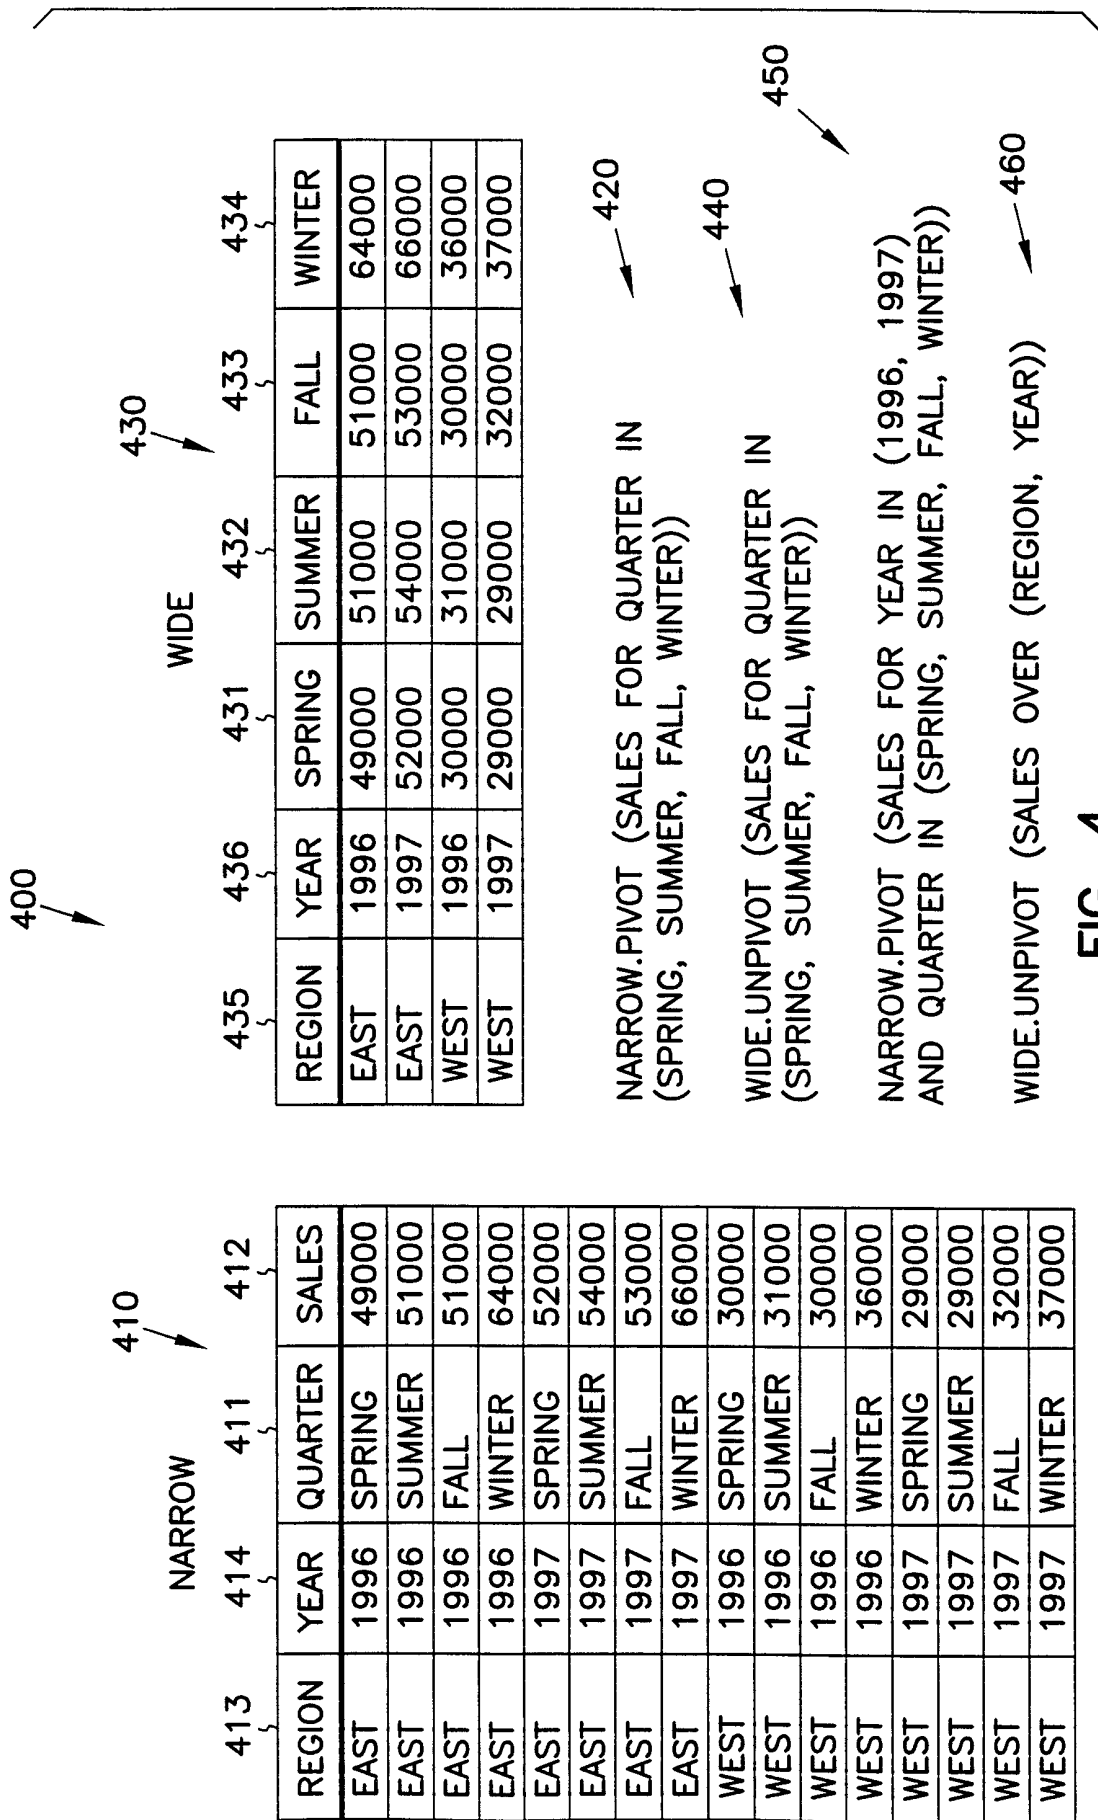 400
NARROW
410
413 414 411 412
REGION YEAR QUARTER SALES
EAST 1996 SPRING 49000
EAST 1996 SUMMER 51000
EAST 1996 FALL 51000
EAST 1996 WINTER 64000
EAST 1997 SPRING 52000
EAST 1997 SUMMER 54000
EAST 1997 FALL 53000
EAST 1997 WINTER 66000
WEST 1996 SPRING 30000
WEST 1996 SUMMER 31000
WEST 1996 FALL 30000
WEST 1996 WINTER 36000
WEST 1997 SPRING 29000
WEST 1997 SUMMER 29000
WEST 1997 FALL 32000
WEST 1997 WINTER 37000
WIDE
430
435 436 431 432 433 434
REGION YEAR SPRING SUMMER FALL WINTER
EAST 1996 49000 51000 51000 64000
EAST 1997 52000 54000 53000 66000
WEST 1996 30000 31000 30000 36000
WEST 1997 29000 29000 32000 37000
420
NARROW.PIVOT (SALES FOR QUARTER IN
(SPRING, SUMMER, FALL, WINTER))
440
WIDE.UNPIVOT (SALES FOR QUARTER IN
(SPRING, SUMMER, FALL, WINTER))
450
NARROW.PIVOT (SALES FOR YEAR IN (1996, 1997)
AND QUARTER IN (SPRING, SUMMER, FALL, WINTER))
460
WIDE.UNPIVOT (SALES OVER (REGION, YEAR))